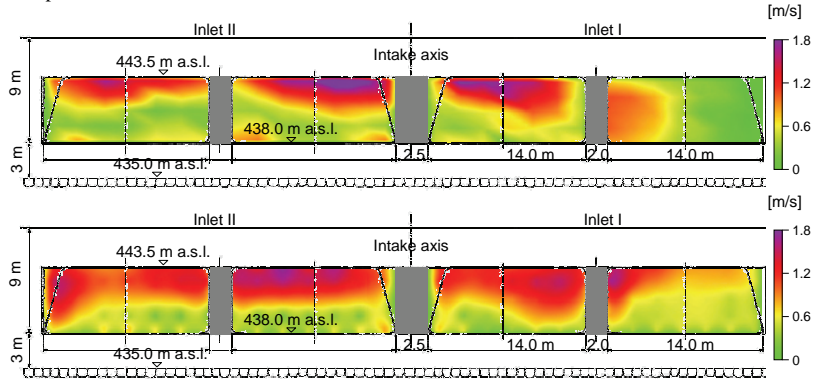 [m/s]
Inlet II Inlet I
443.5 m a.s.l. Intake axis 1.8
9 m 1.2
438.0 m a.s.l. 0.6
3 m 435.0 m a.s.l. 2.5 14.0 m 2.0 14.0 m 0
[m/s]
Inlet II Inlet I
443.5 m a.s.l. Intake axis 1.8
9 m 1.2
438.0 m a.s.l. 0.6
3 m 435.0 m a.s.l. 2.5 14.0 m 2.0 14.0 m 0